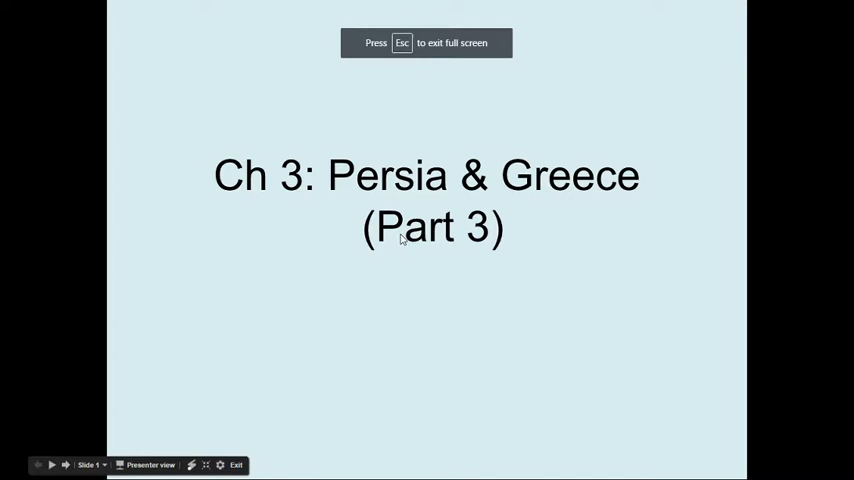 Press Esc to exit full screen
Ch 3: Persia & Greece
(Part 3)
Slide 1 Presenter view Exit